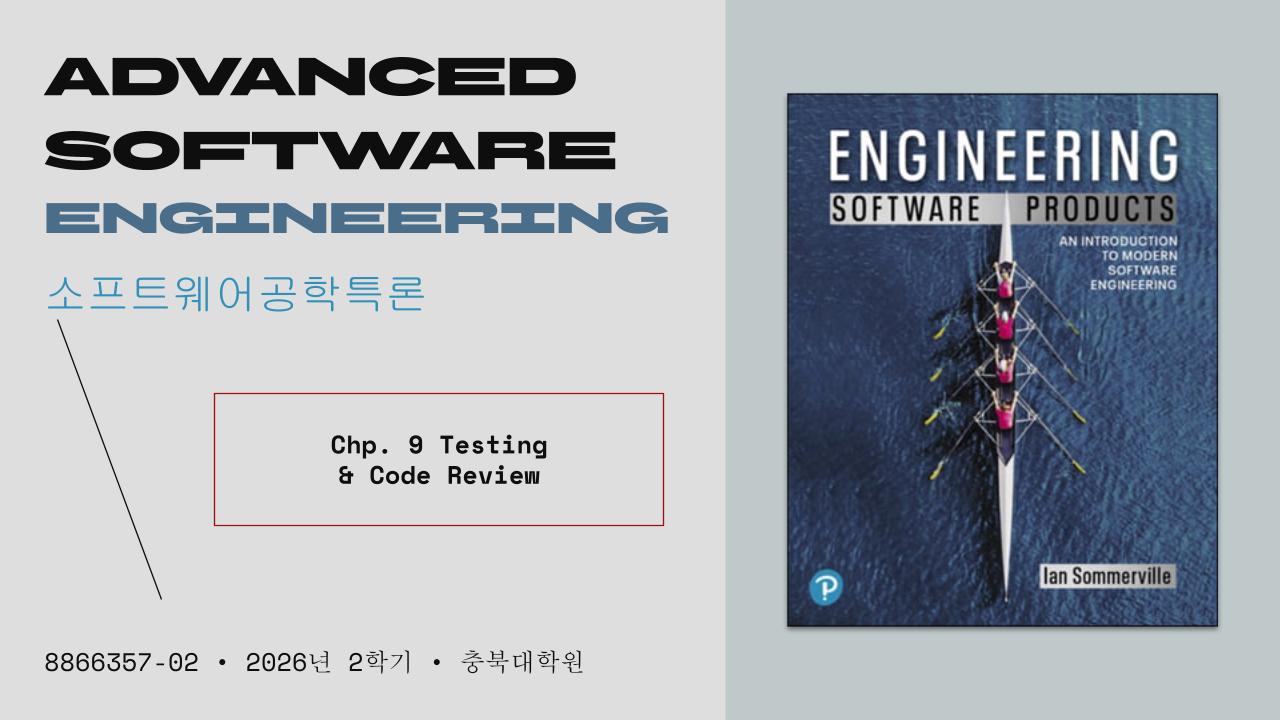 ADVANCED
SOFTWARE
ENGINEERING
소프트웨어공학특론
Chp. 9 Testing
& Code Review
8866357-02 • 2026년 2학기 • 충북대학원
ENGINEERING
SOFTWARE PRODUCTS
AN INTRODUCTION
TO MODERN
SOFTWARE
ENGINEERING
Ian Sommerville
P